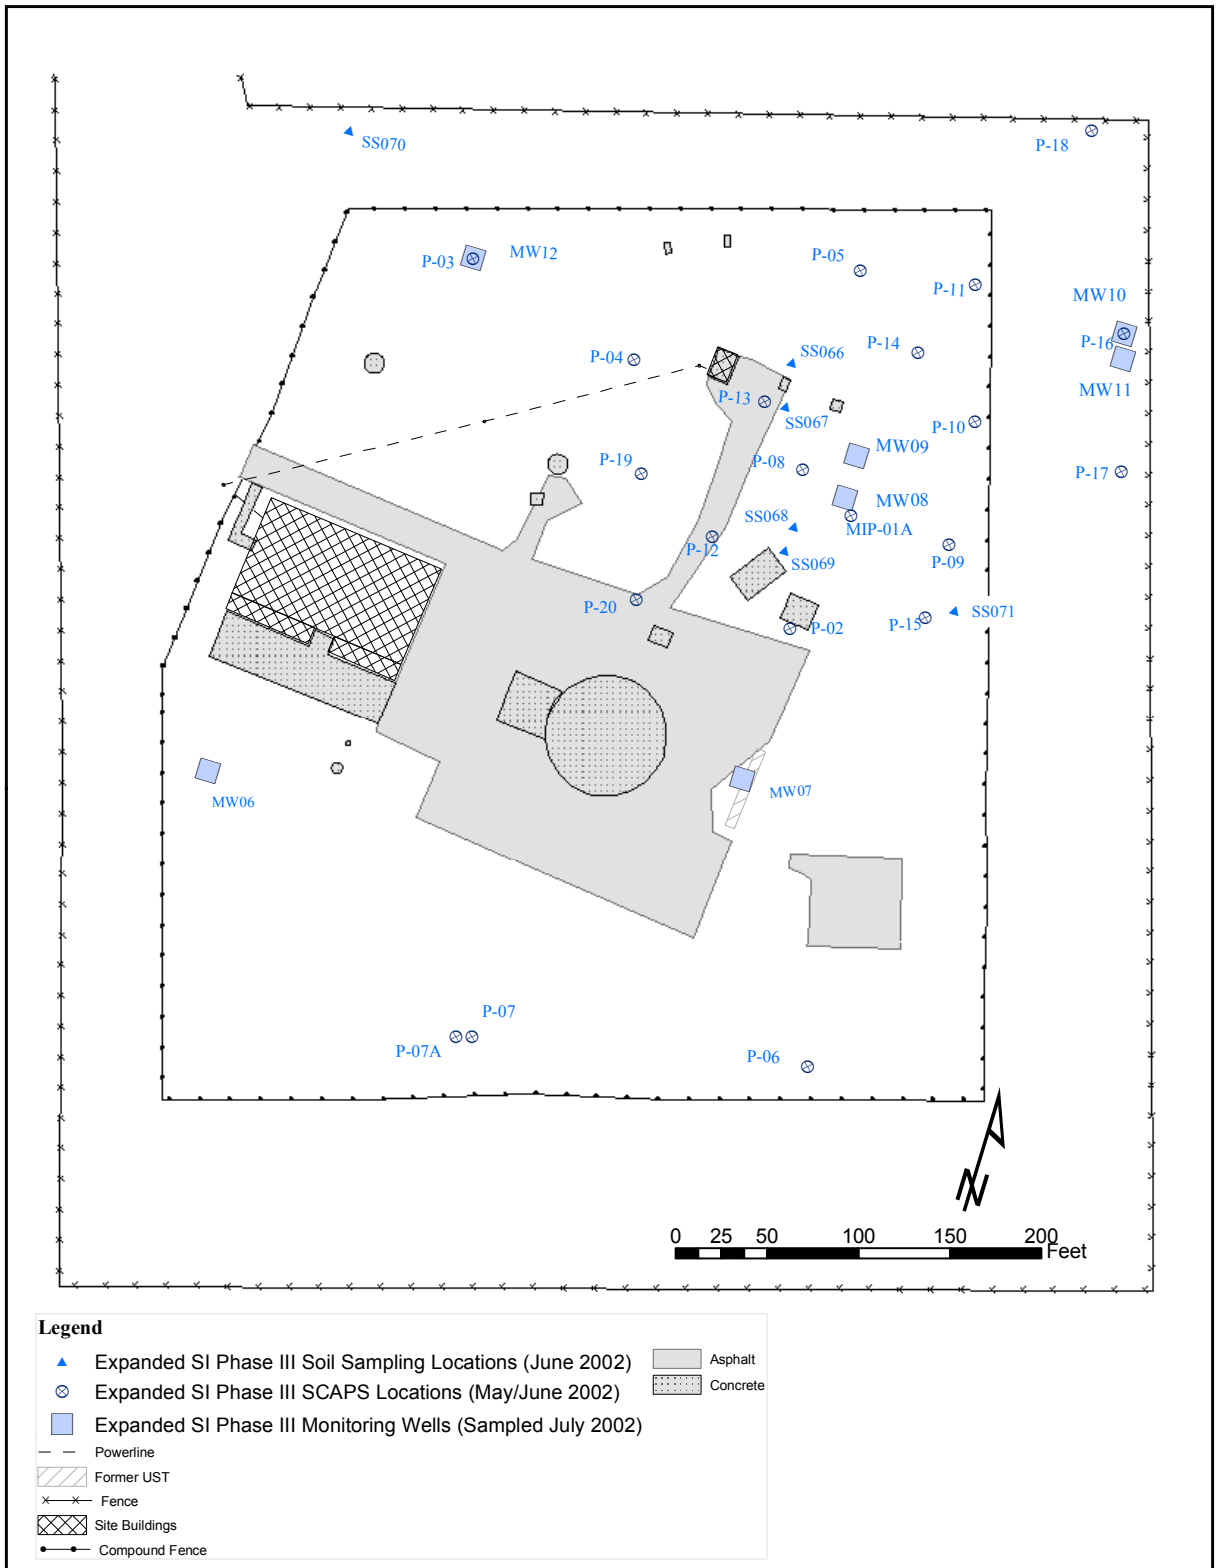 SS070
P-18
P-03
MW12
P-05
P-11
MW10
P-16
MW11
P-04
SS066
P-14
P-13
SS067
P-10
MW09
P-19
P-08
P-17
MW08
SS068
MIP-01A
P-12
SS069
P-09
P-20
P-02
P-15
SS071
MW06
MW07
P-07
P-07A
P-06
N
0 25 50 100 150 200
Feet
Legend
Expanded SI Phase III Soil Sampling Locations (June 2002)
Asphalt
Expanded SI Phase III SCAPS Locations (May/June 2002)
Concrete
Expanded SI Phase III Monitoring Wells (Sampled July 2002)
Powerline
Former UST
Fence
Site Buildings
Compound Fence